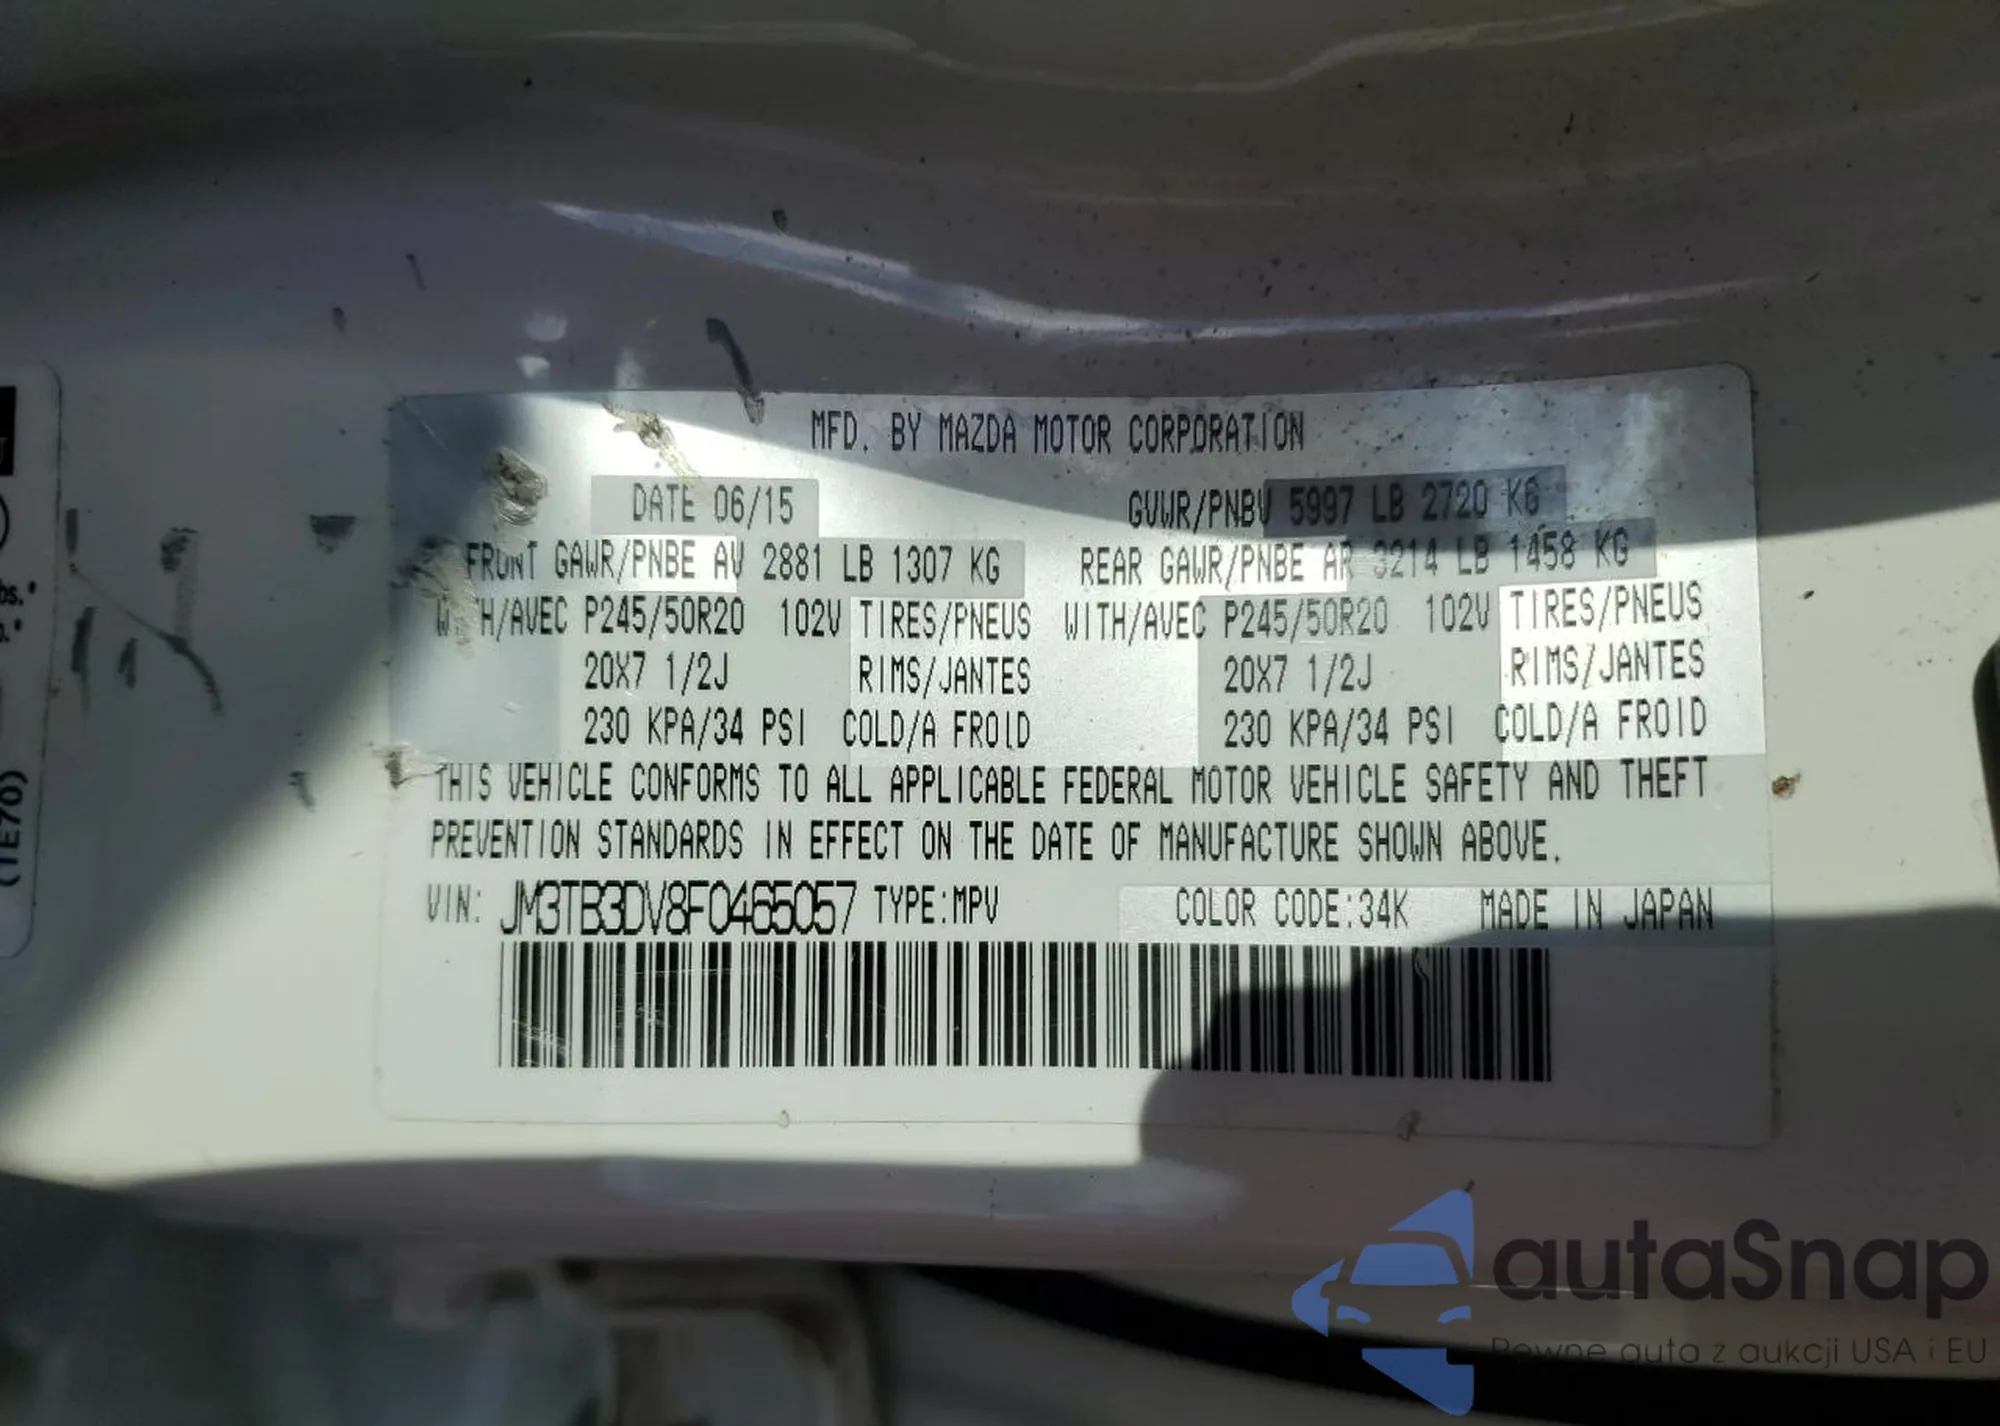 MFD. BY MAZDA MOTOR CORPORATION
DATE 06/15 GVWR/PNBV 5997 LB 2720 KG
FRONT GAWR/PNBE AV 2881 LB 1307 KG REAR GAWR/PNBE AR 3214 LB 1458 KG
WITH/AVEC P245/50R20 102V TIRES/PNEUS WITH/AVEC P245/50R20 102V TIRES/PNEUS
20X7 1/2J RIMS/JANTES 20X7 1/2J RIMS/JANTES
230 KPA/34 PSI COLD/A FROID 230 KPA/34 PSI COLD/A FROID
THIS VEHICLE CONFORMS TO ALL APPLICABLE FEDERAL MOTOR VEHICLE SAFETY AND THEFT
PREVENTION STANDARDS IN EFFECT ON THE DATE OF MANUFACTURE SHOWN ABOVE.
VIN: JM3TB3DV8F0465057 TYPE:MPV COLOR CODE:34K MADE IN JAPAN
(TE70)
autaSnap
Pewne auta z aukcji USA i EU